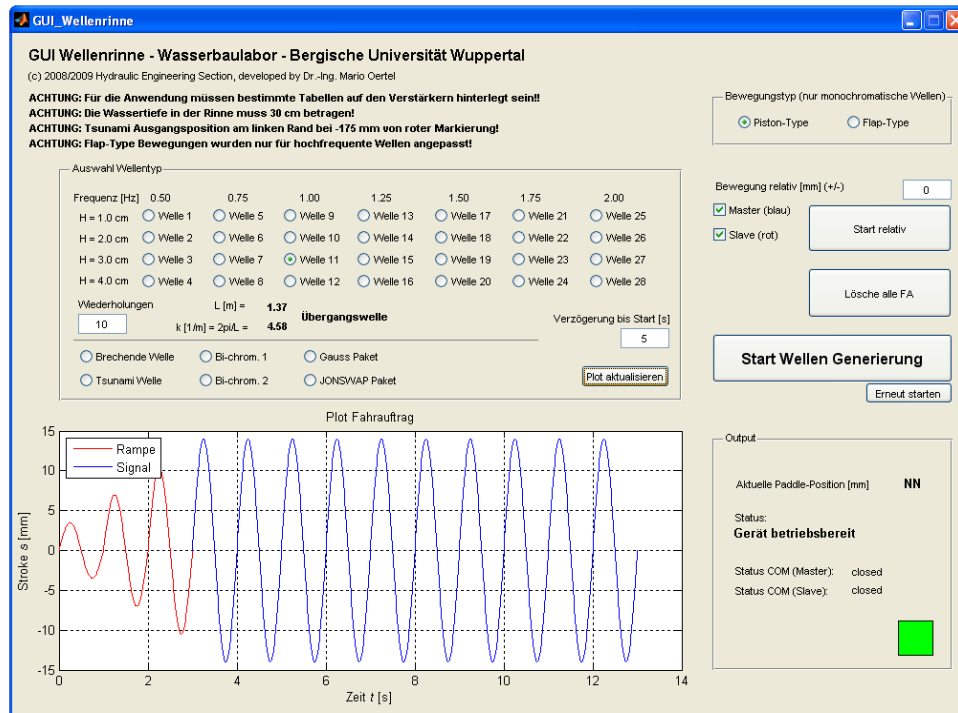 GUI_Wellenrinne
GUI Wellenrinne - Wasserbaulabor - Bergische Universität Wuppertal
(c) 2008/2009 Hydraulic Engineering Section, developed by Dr.-Ing. Mario Oertel
ACHTUNG: Für die Anwendung müssen bestimmte Tabellen auf den Verstärkern hinterlegt sein!!
ACHTUNG: Die Wassertiefe in der Rinne muss 30 cm betragen!
ACHTUNG: Tsunami Ausgangsposition am linken Rand bei -175 mm von roter Markierung!
ACHTUNG: Flap-Type Bewegungen wurden nur für hochfrequente Wellen angepasst!
Bewegungstyp (nur monochromatische Wellen)
Piston-Type Flap-Type
Auswahl Wellentyp
Frequenz [Hz] 0.50 0.75 1.00 1.25 1.50 1.75 2.00
H = 1.0 cm Welle 1 Welle 5 Welle 9 Welle 13 Welle 17 Welle 21 Welle 25
H = 2.0 cm Welle 2 Welle 6 Welle 10 Welle 14 Welle 18 Welle 22 Welle 26
H = 3.0 cm Welle 3 Welle 7 Welle 11 Welle 15 Welle 19 Welle 23 Welle 27
H = 4.0 cm Welle 4 Welle 8 Welle 12 Welle 16 Welle 20 Welle 24 Welle 28
Wiederholungen
10
L [m] = 1.37
k [1/m] = 2pi/L = 4.58
Übergangswelle
Verzögerung bis Start [s]
5
Brechende Welle Bi-chrom. 1 Gauss Paket
Tsunami Welle Bi-chrom. 2 JONSWAP Paket
Plot aktualisieren
Bewegung relativ [mm] (+/-) 0
Master (blau)
Slave (rot)
Start relativ
Lösche alle FA
Start Wellen Generierung
Erneut starten
Plot Fahrauftrag
Rampe
Signal
Stroke s [mm]
15
10
5
0
-5
-10
-15
0 2 4 6 8 10 12 14
Zeit t [s]
Output
Aktuelle Paddle-Position [mm] NN
Status:
Gerät betriebsbereit
Status COM (Master): closed
Status COM (Slave): closed